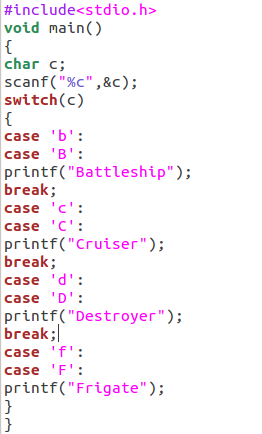 #include<stdio.h>
void main()
{
char c;
scanf("%c",&c);
switch(c)
{
case 'b':
case 'B':
printf("Battleship");
break;
case 'c':
case 'C':
printf("Cruiser");
break;
case 'd':
case 'D':
printf("Destroyer");
break;
case 'f':
case 'F':
printf("Frigate");
}
}